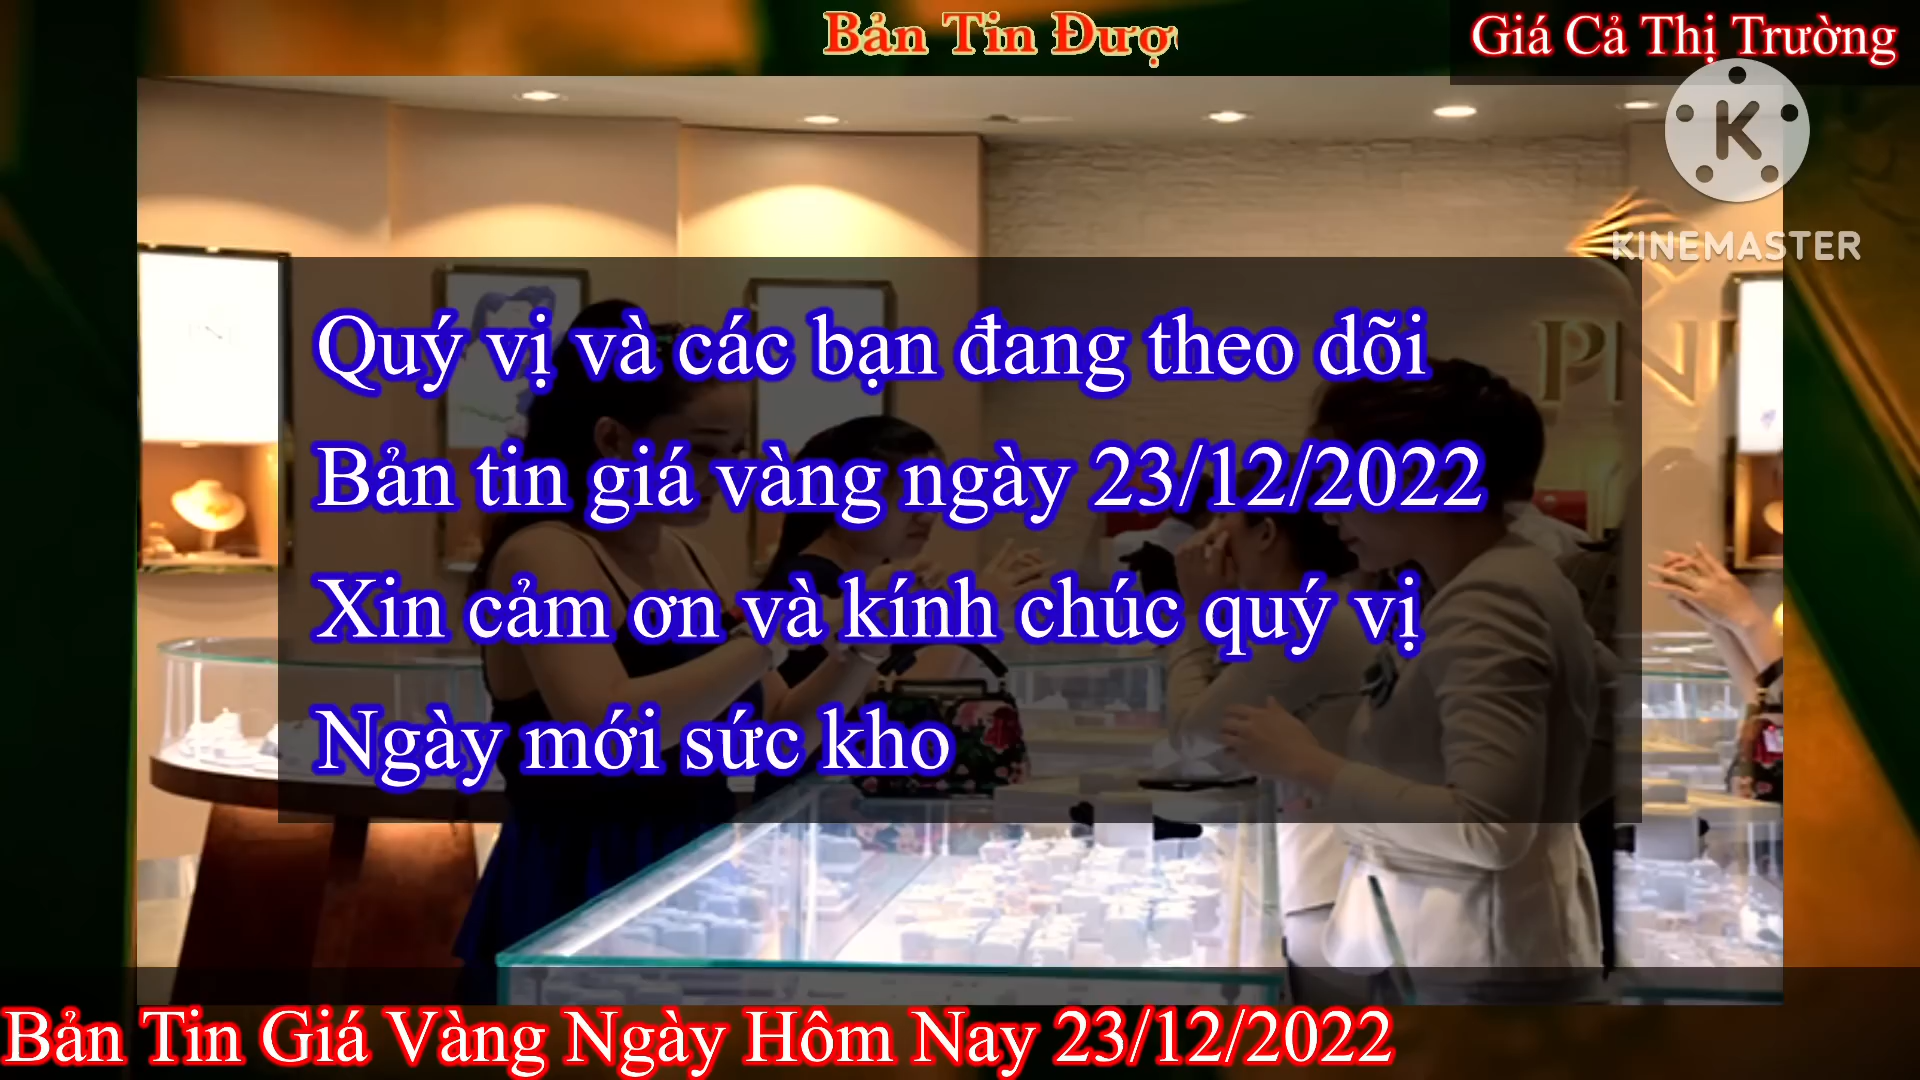 Bản Tin Đượ
Giá Cả Thị Trường
K
KINEMASTER
PN
Quý vị và các bạn đang theo dõi
Bản tin giá vàng ngày 23/12/2022
Xin cảm ơn và kính chúc quý vị
Ngày mới sức kho
Bản Tin Giá Vàng Ngày Hôm Nay 23/12/2022